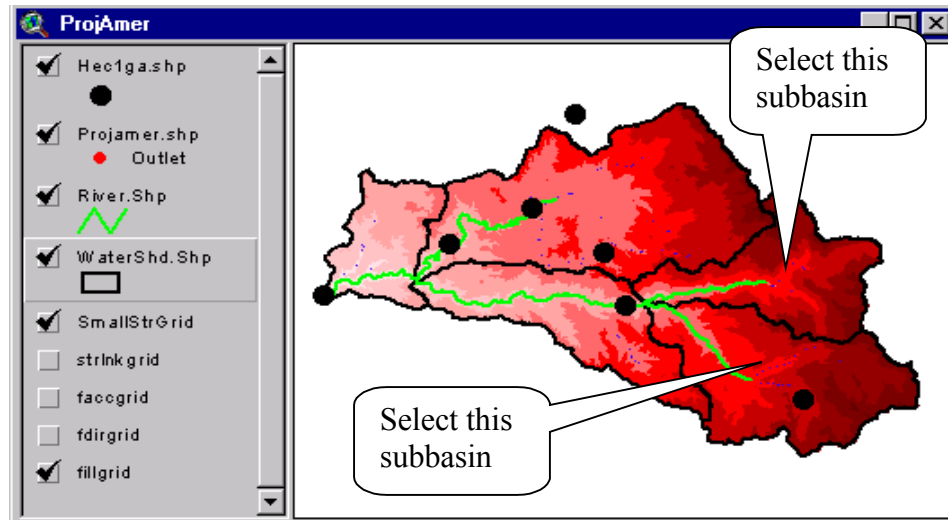 ProjAmer
Hec1ga.shp
Projamer.shp
Outlet
River.Shp
WaterShd.Shp
SmallStrGrid
strlnkgrid
faccgrid
fdirgrid
fillgrid
Select this
subbasin
Select this
subbasin